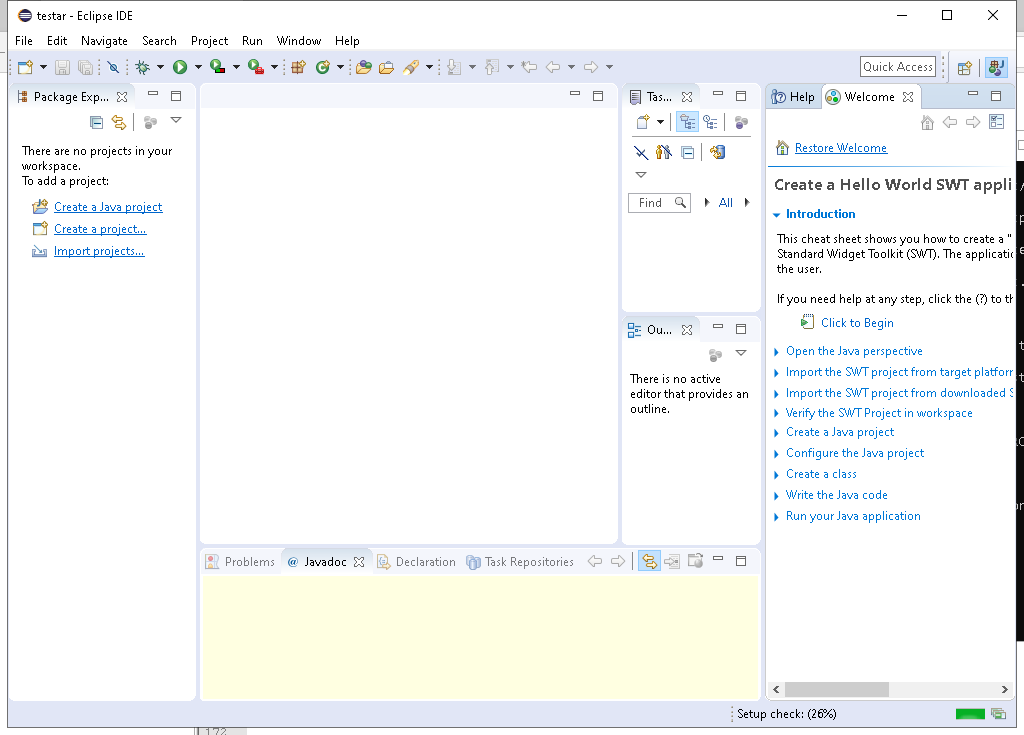 testar - Eclipse IDE
File Edit Navigate Search Project Run Window Help
Quick Access
Package Exp...
There are no projects in your
workspace.
To add a project:
Create a Java project
Create a project...
Import projects...
Tas...
Find
All
Ou...
There is no active
editor that provides an
outline.
Help
Welcome
Restore Welcome
Create a Hello World SWT appli
Introduction
This cheat sheet shows you how to create a "
Standard Widget Toolkit (SWT). The applicatic
the user.
If you need help at any step, click the (?) to th
Click to Begin
Open the Java perspective
Import the SWT project from target platforr
Import the SWT project from downloaded S
Verify the SWT Project in workspace
Create a Java project
Configure the Java project
Create a class
Write the Java code
Run your Java application
Problems
@ Javadoc
Declaration
Task Repositories
Setup check: (26%)
172